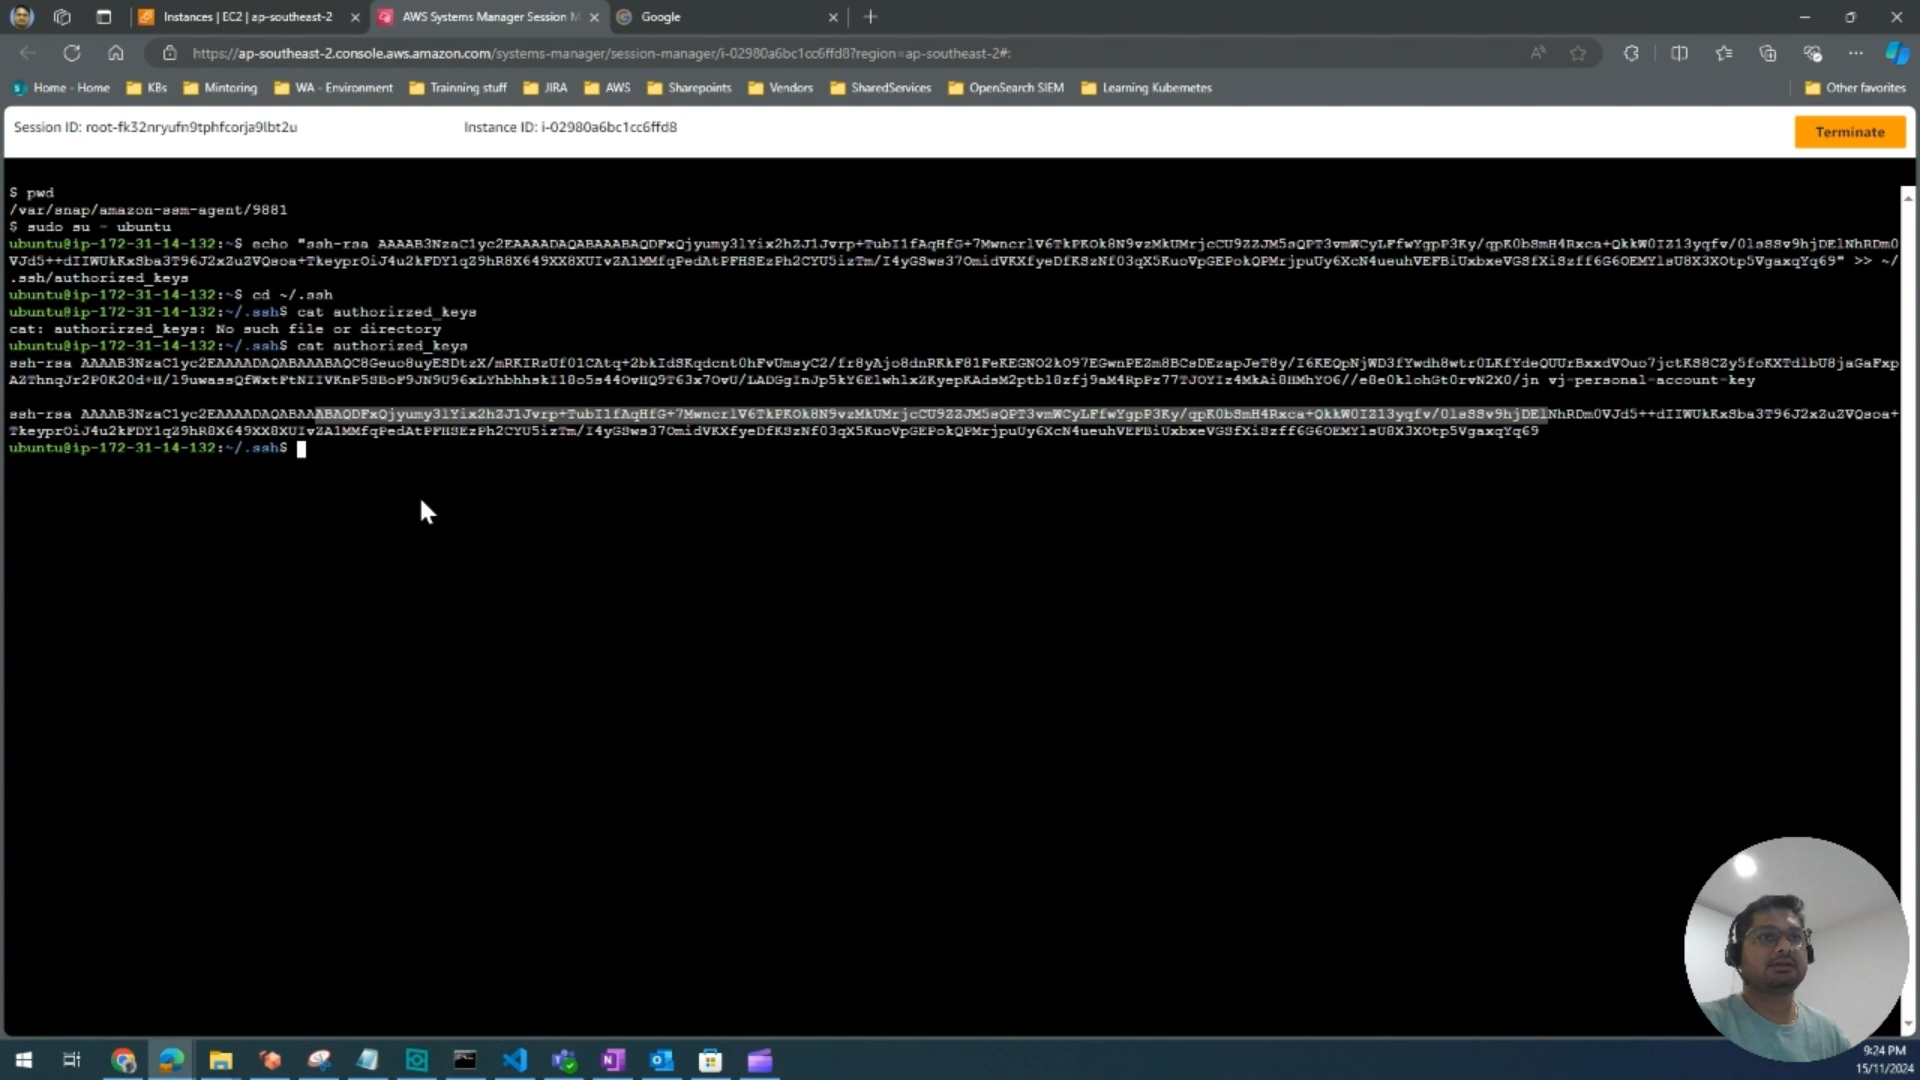 Instances | EC2 | ap-southeast-2
AWS Systems Manager Session M
Google
https://ap-southeast-2.console.aws.amazon.com/systems-manager/session-manager/i-02980a6bc1cc6ffd8?region=ap-southeast-2#:
Home - Home KBs Mintoring WA - Environment Trainning stuff JIRA AWS Sharepoints Vendors SharedServices OpenSearch SIEM Learning Kubernetes Other favorites
Session ID: root-fk32nryufn9tphfcorja9lbt2u
Instance ID: i-02980a6bc1cc6ffd8
Terminate
$ pwd
/var/snap/amazon-ssm-agent/9881
$ sudo su - ubuntu
ubuntu@ip-172-31-14-132:~$ echo "ssh-rsa
" >> ~/
.ssh/authorized_keys
ubuntu@ip-172-31-14-132:~$ cd ~/.ssh
ubuntu@ip-172-31-14-132:~/.ssh$ cat authorirzed_keys
cat: authorirzed_keys: No such file or directory
ubuntu@ip-172-31-14-132:~/.ssh$ cat authorized_keys
ssh-rsa
vj-personal-account-key
ssh-rsa
ubuntu@ip-172-31-14-132:~/.ssh$
9:24 PM
15/11/2024